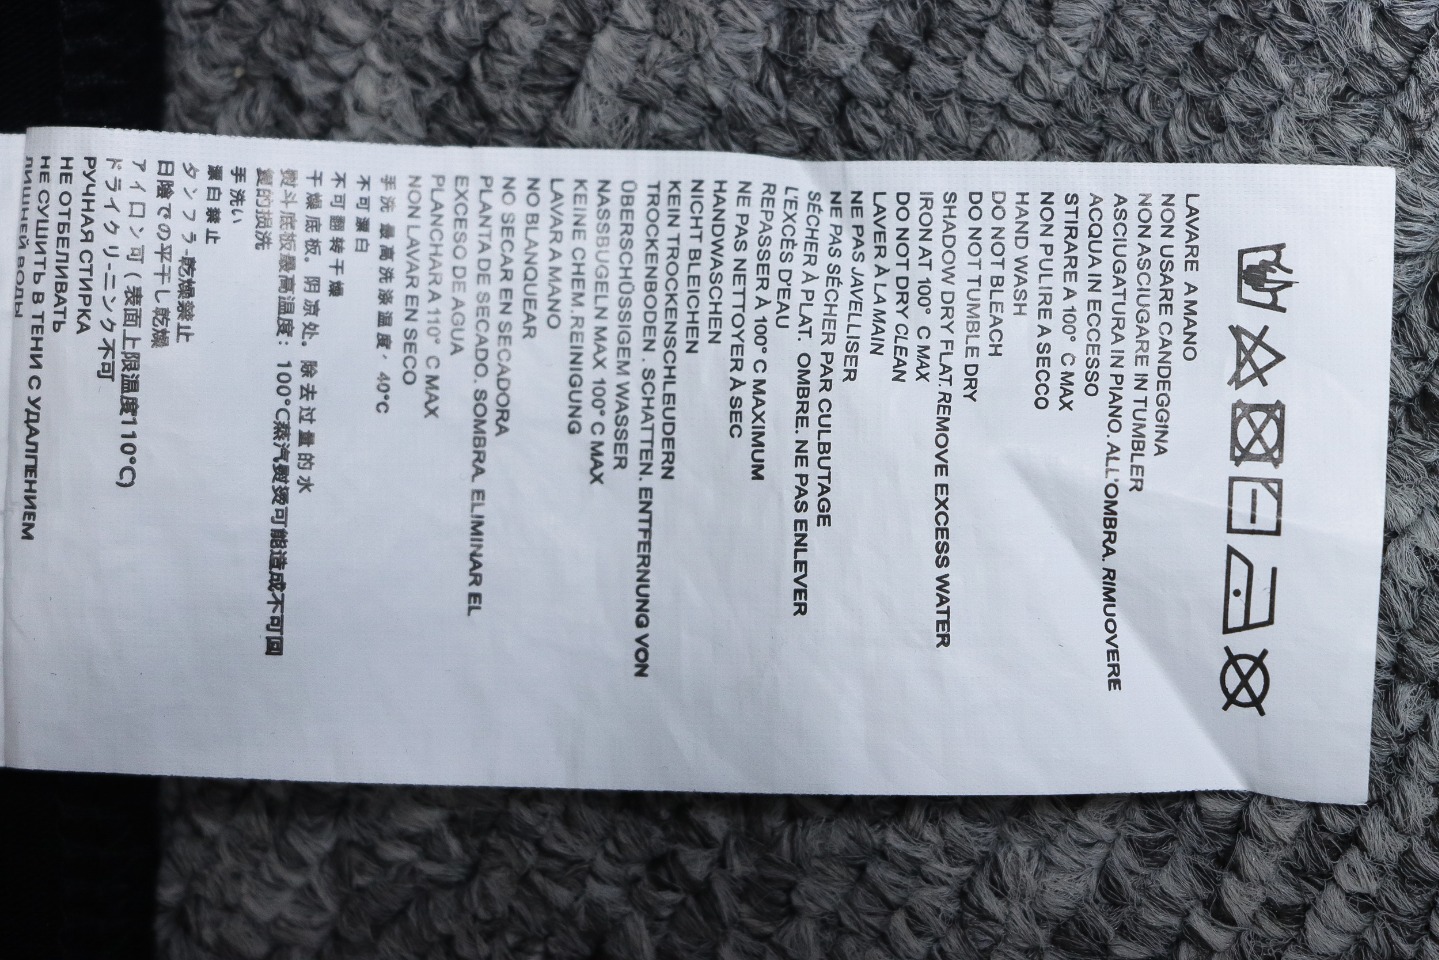 LAVARE A MANO
NON USARE CANDEGGINA
NON ASCIUGARE IN TUMBLER
ASCIUGATURA IN PIANO. ALL'OMBRA. RIMUOVERE
ACQUA IN ECCESSO
STIRARE A 100° C MAX
NON PULIRE A SECCO
HAND WASH
DO NOT BLEACH
DO NOT TUMBLE DRY
SHADOW DRY FLAT. REMOVE EXCESS WATER
IRON AT 100° C MAX
DO NOT DRY CLEAN
LAVER À LA MAIN
NE PAS JAVELLISER
NE PAS SÉCHER PAR CULBUTAGE
SÉCHER À PLAT. OMBRE. NE PAS ENLEVER
L'EXCÈS D'EAU
REPASSER À 100° C MAXIMUM
NE PAS NETTOYER À SEC
HANDWASCHEN
NICHT BLEICHEN
KEIN TROCKENSCHLEUDERN
TROCKENBODEN . SCHATTEN. ENTFERNUNG VON
ÜBERSCHÜSSIGEM WASSER
NASSBUGELN MAX 100° C MAX
KEINE CHEM.REINIGUNG
LAVAR A MANO
NO BLANQUEAR
NO SECAR EN SECADORA
PLANTA DE SECADO. SOMBRA. ELIMINAR EL
EXCESO DE AGUA
PLANCHAR A 110° C MAX
NON LAVAR EN SECO
手洗 最高洗涤温度，40°C
不可漂白
不可翻转干燥
干燥底板. 阴凉处。除去过量的水
熨斗底板最高温度：100°C蒸汽熨烫可能造成不可回
复的损洗
手洗い
漂白禁止
タンフラ-乾燥禁止
日陰での平干し乾燥
アイロン可（表面上限温度110°C)
ドライクリ-ニンケ不可
РУЧНАЯ СТИРКА
НЕ ОТБЕЛИВАТЬ
НЕ СУШИТЬ В ТЕНИ С УДАЛПЕНИЕМ
ЛИШНЕЙ ВОДЫ